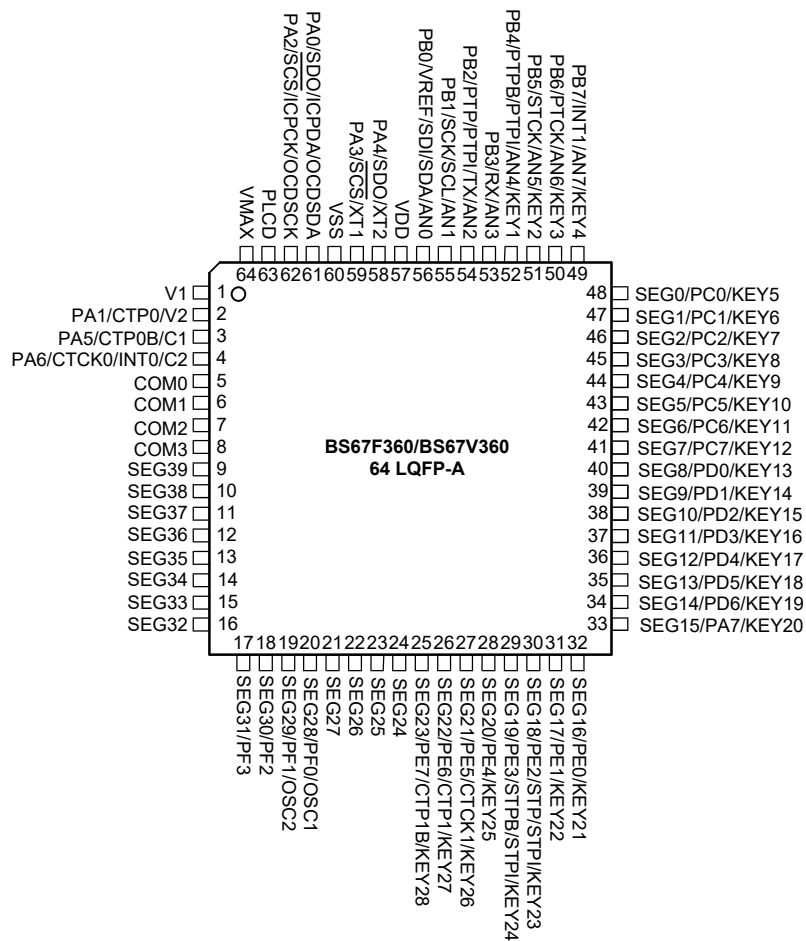 PA2/SCS/ICPCK/OCDSCK
PA0/SDO/ICPDA/OCDSDA
PB0/VREF/SDI/SDA/AN0
PB1/SCK/SCL/AN1
PB2/PTP/PTPI/TX/AN2
PB3/RX/AN3
PB4/PTPB/PTPI/AN4/KEY1
PB5/STCK/AN5/KEY2
PB6/PTCK/AN6/KEY3
PB7/INT1/AN7/KEY4
VMAX
PLCD
VSS
PA3/SCS/XT1
PA4/SDO/XT2
VDD
64 63 62 61 60 59 58 57 56 55 54 53 52 51 50 49
V1 1
PA1/CTP0/V2 2
PA5/CTP0B/C1 3
PA6/CTCK0/INT0/C2 4
COM0 5
COM1 6
COM2 7
COM3 8
SEG39 9
SEG38 10
SEG37 11
SEG36 12
SEG35 13
SEG34 14
SEG33 15
SEG32 16
BS67F360/BS67V360
64 LQFP-A
48 SEG0/PC0/KEY5
47 SEG1/PC1/KEY6
46 SEG2/PC2/KEY7
45 SEG3/PC3/KEY8
44 SEG4/PC4/KEY9
43 SEG5/PC5/KEY10
42 SEG6/PC6/KEY11
41 SEG7/PC7/KEY12
40 SEG8/PD0/KEY13
39 SEG9/PD1/KEY14
38 SEG10/PD2/KEY15
37 SEG11/PD3/KEY16
36 SEG12/PD4/KEY17
35 SEG13/PD5/KEY18
34 SEG14/PD6/KEY19
33 SEG15/PA7/KEY20
17 18 19 20 21 22 23 24 25 26 27 28 29 30 31 32
SEG31/PF3
SEG30/PF2
SEG29/PF1/OSC2
SEG28/PF0/OSC1
SEG27
SEG26
SEG25
SEG24
SEG23/PE7/CTP1B/KEY28
SEG22/PE6/CTP1/KEY27
SEG21/PE5/CTCK1/KEY26
SEG20/PE4/KEY25
SEG19/PE3/STPB/STPI/KEY24
SEG18/PE2/STP/STPI/KEY23
SEG17/PE1/KEY22
SEG16/PE0/KEY21